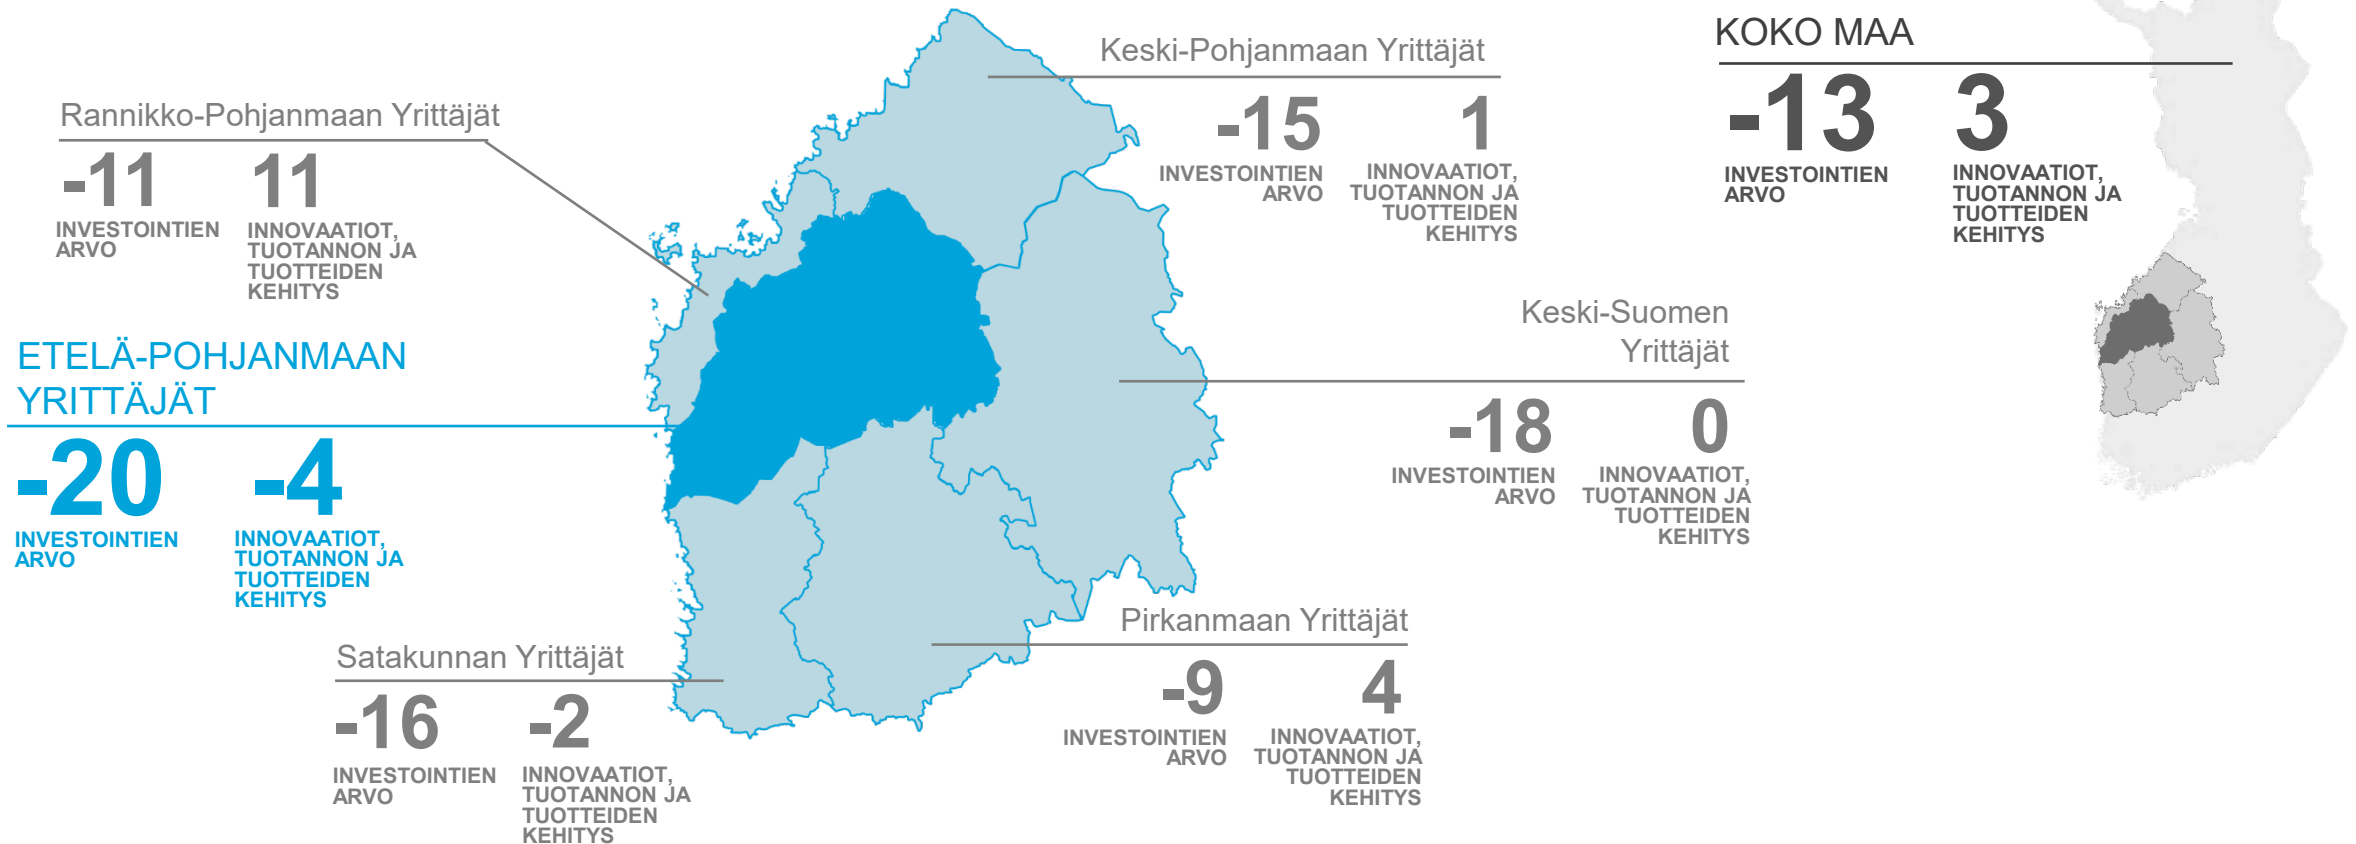 Rannikko-Pohjanmaan Yrittäjät
-11
INVESTOINTIEN
ARVO
11
INNOVAATIOT,
TUOTANNON JA
TUOTTEIDEN
KEHITYS
Keski-Pohjanmaan Yrittäjät
-15
INVESTOINTIEN
ARVO
1
INNOVAATIOT,
TUOTANNON JA
TUOTTEIDEN
KEHITYS
KOKO MAA
-13
INVESTOINTIEN
ARVO
3
INNOVAATIOT,
TUOTANNON JA
TUOTTEIDEN
KEHITYS
ETELÄ-POHJANMAAN
YRITTÄJÄT
-20
INVESTOINTIEN
ARVO
-4
INNOVAATIOT,
TUOTANNON JA
TUOTTEIDEN
KEHITYS
Keski-Suomen
Yrittäjät
-18
INVESTOINTIEN
ARVO
0
INNOVAATIOT,
TUOTANNON JA
TUOTTEIDEN
KEHITYS
Satakunnan Yrittäjät
-16
INVESTOINTIEN
ARVO
-2
INNOVAATIOT,
TUOTANNON JA
TUOTTEIDEN
KEHITYS
Pirkanmaan Yrittäjät
-9
INVESTOINTIEN
ARVO
4
INNOVAATIOT,
TUOTANNON JA
TUOTTEIDEN
KEHITYS